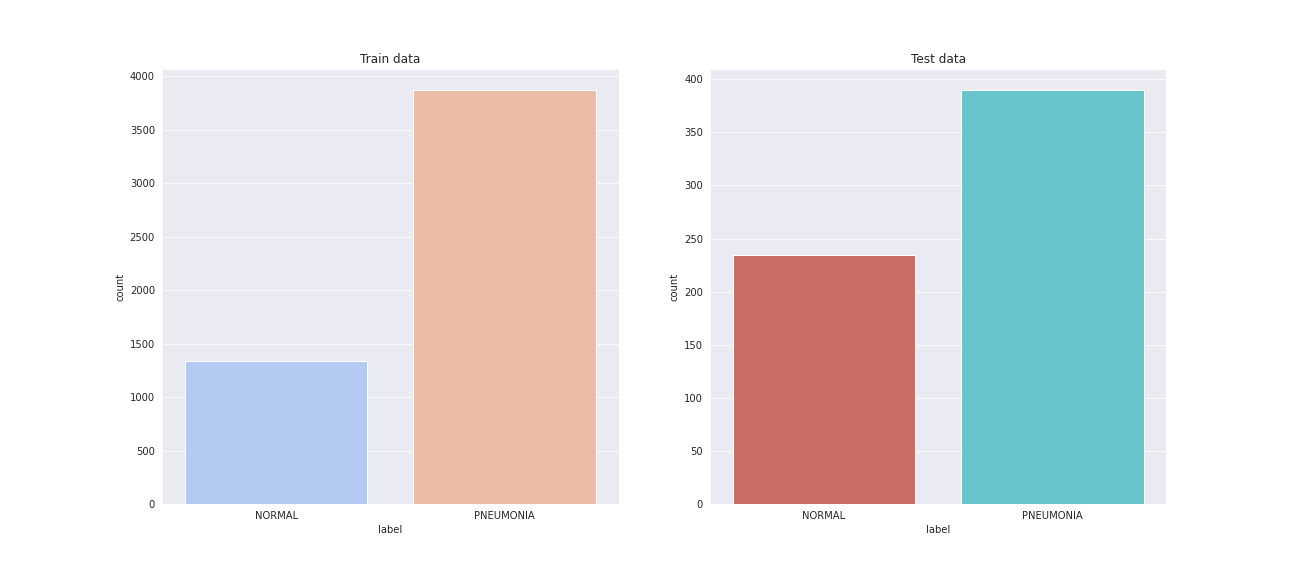 Train data
4000
3500
3000
2500
2000
1500
1000
500
0
count
NORMAL PNEUMONIA
label
Test data
400
350
300
250
200
150
100
50
0
count
NORMAL PNEUMONIA
label